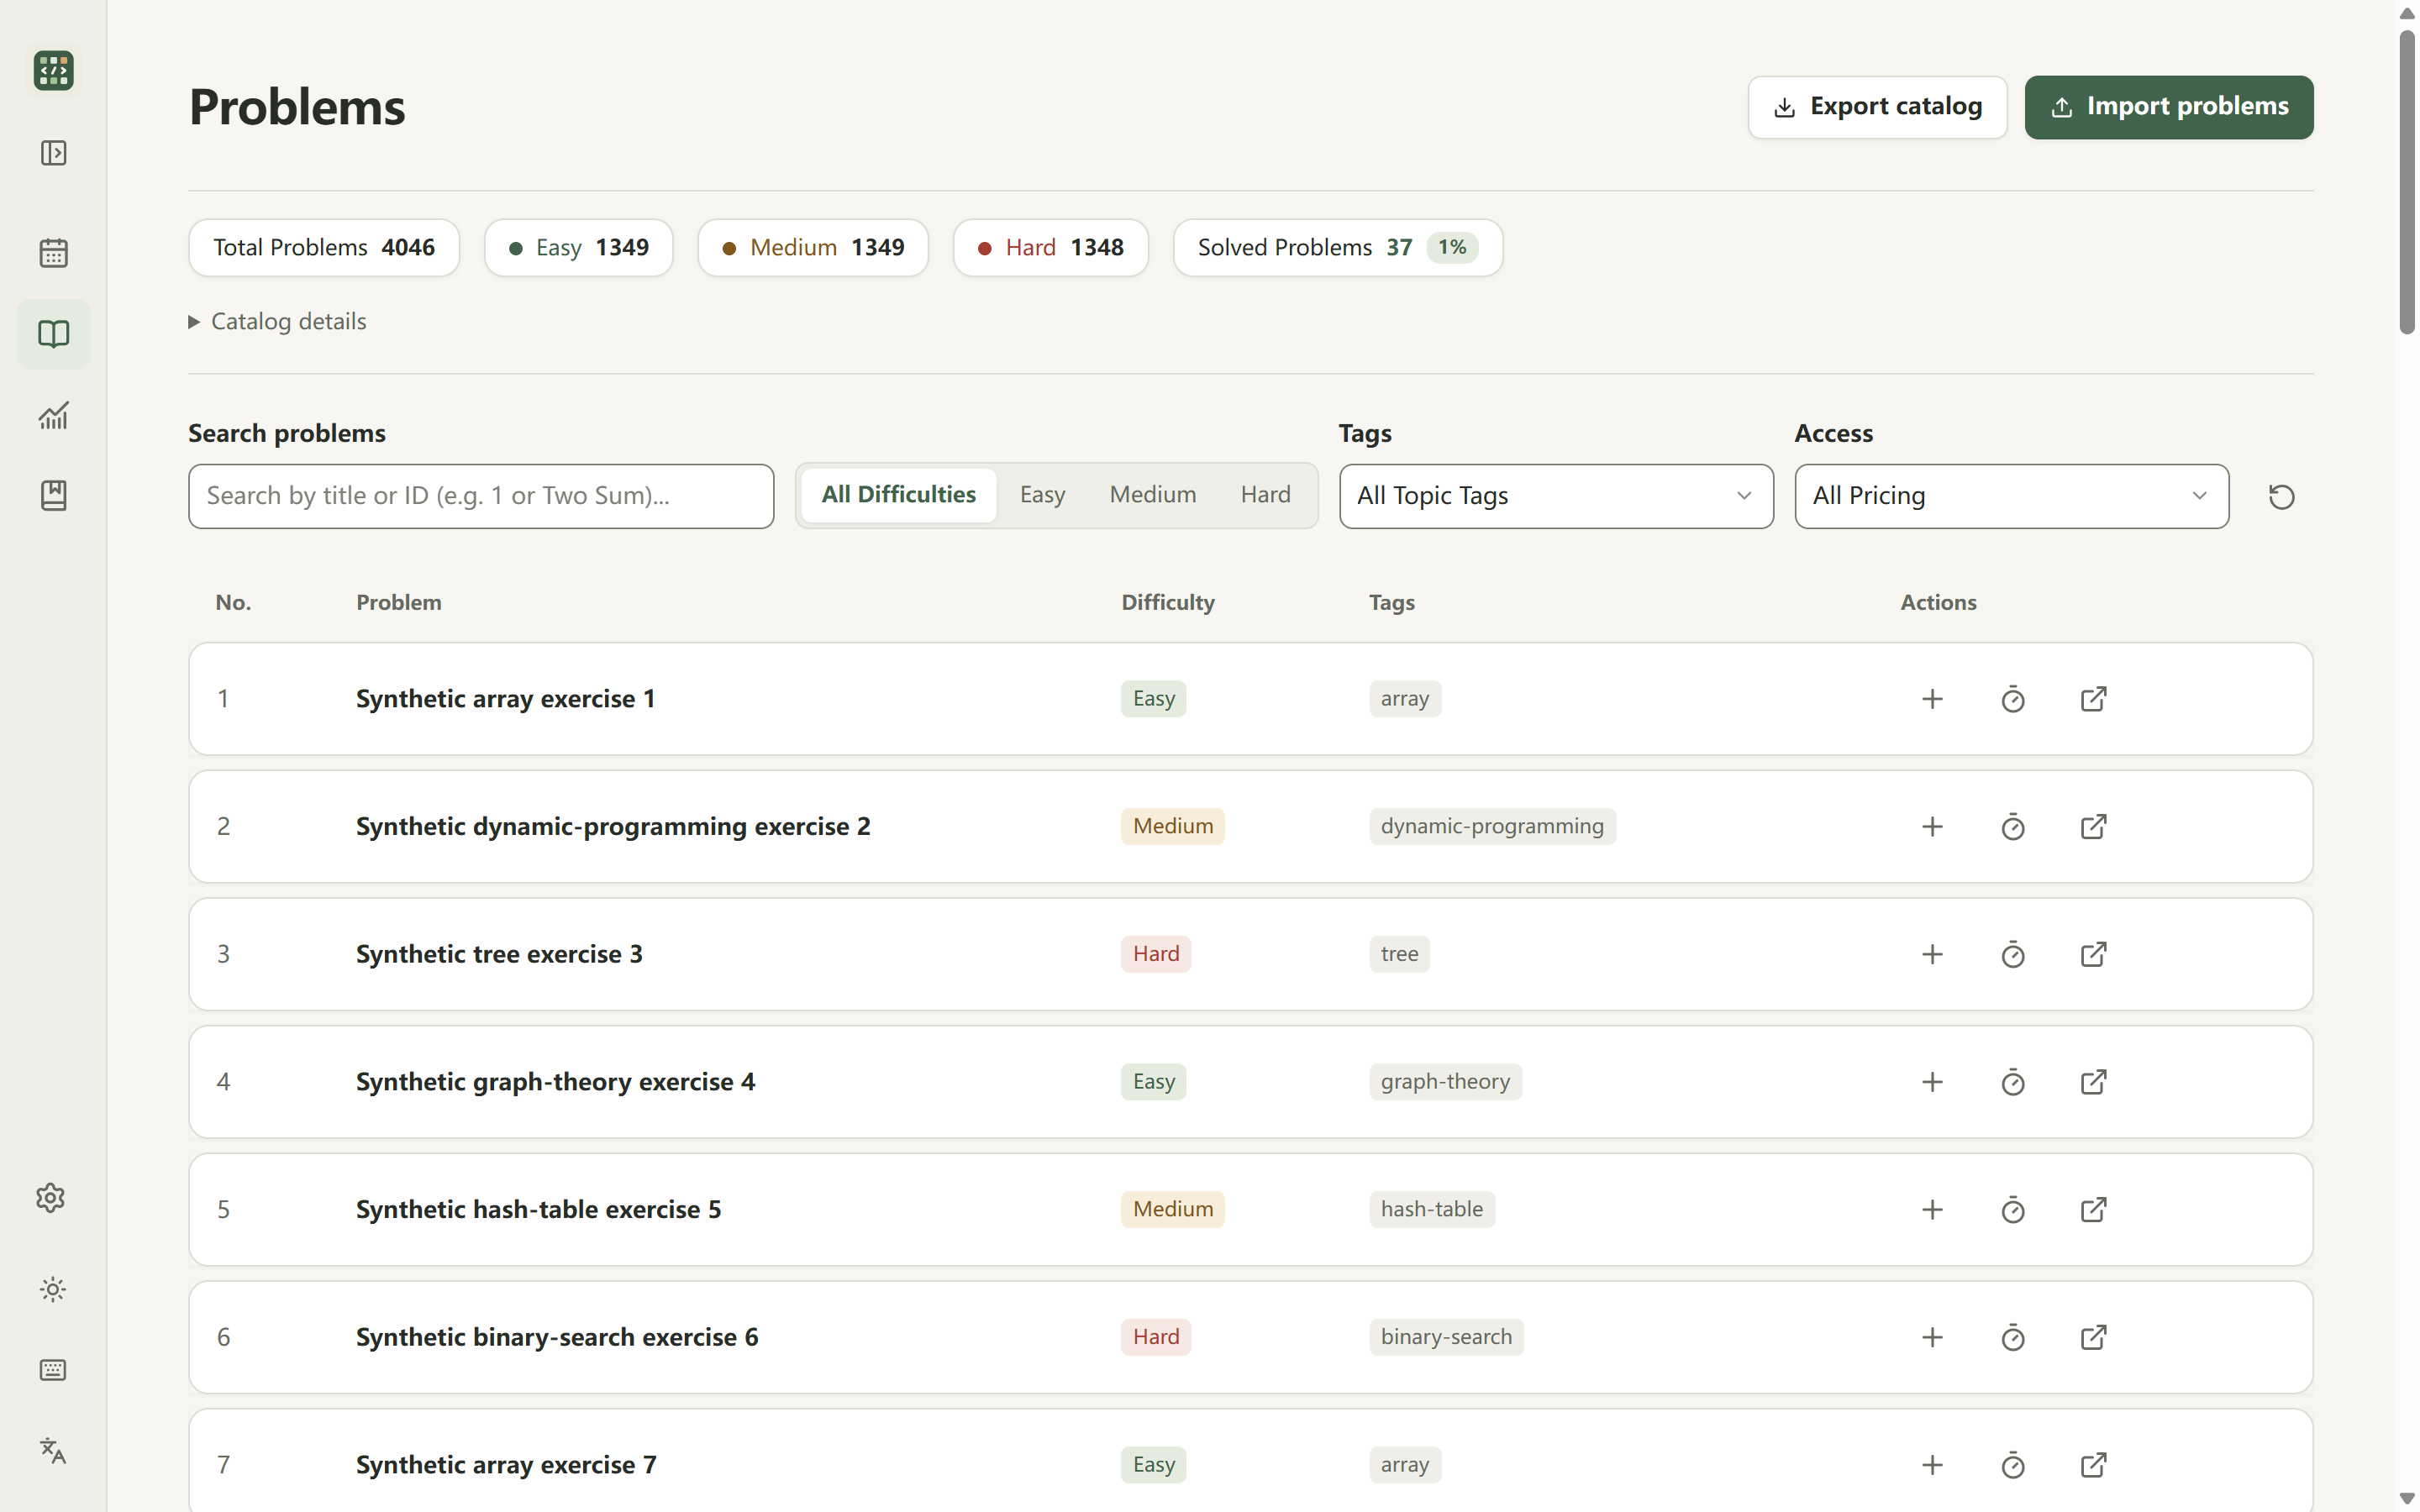 Problems
Export catalog
Import problems
Total Problems 4046
Easy 1349
Medium 1349
Hard 1348
Solved Problems 37 1%
Catalog details
Search problems
Tags
Access
Search by title or ID (e.g. 1 or Two Sum)...
All Difficulties
Easy
Medium
Hard
All Topic Tags
All Pricing
No. Problem Difficulty Tags Actions
1 Synthetic array exercise 1 Easy array
2 Synthetic dynamic-programming exercise 2 Medium dynamic-programming
3 Synthetic tree exercise 3 Hard tree
4 Synthetic graph-theory exercise 4 Easy graph-theory
5 Synthetic hash-table exercise 5 Medium hash-table
6 Synthetic binary-search exercise 6 Hard binary-search
7 Synthetic array exercise 7 Easy array